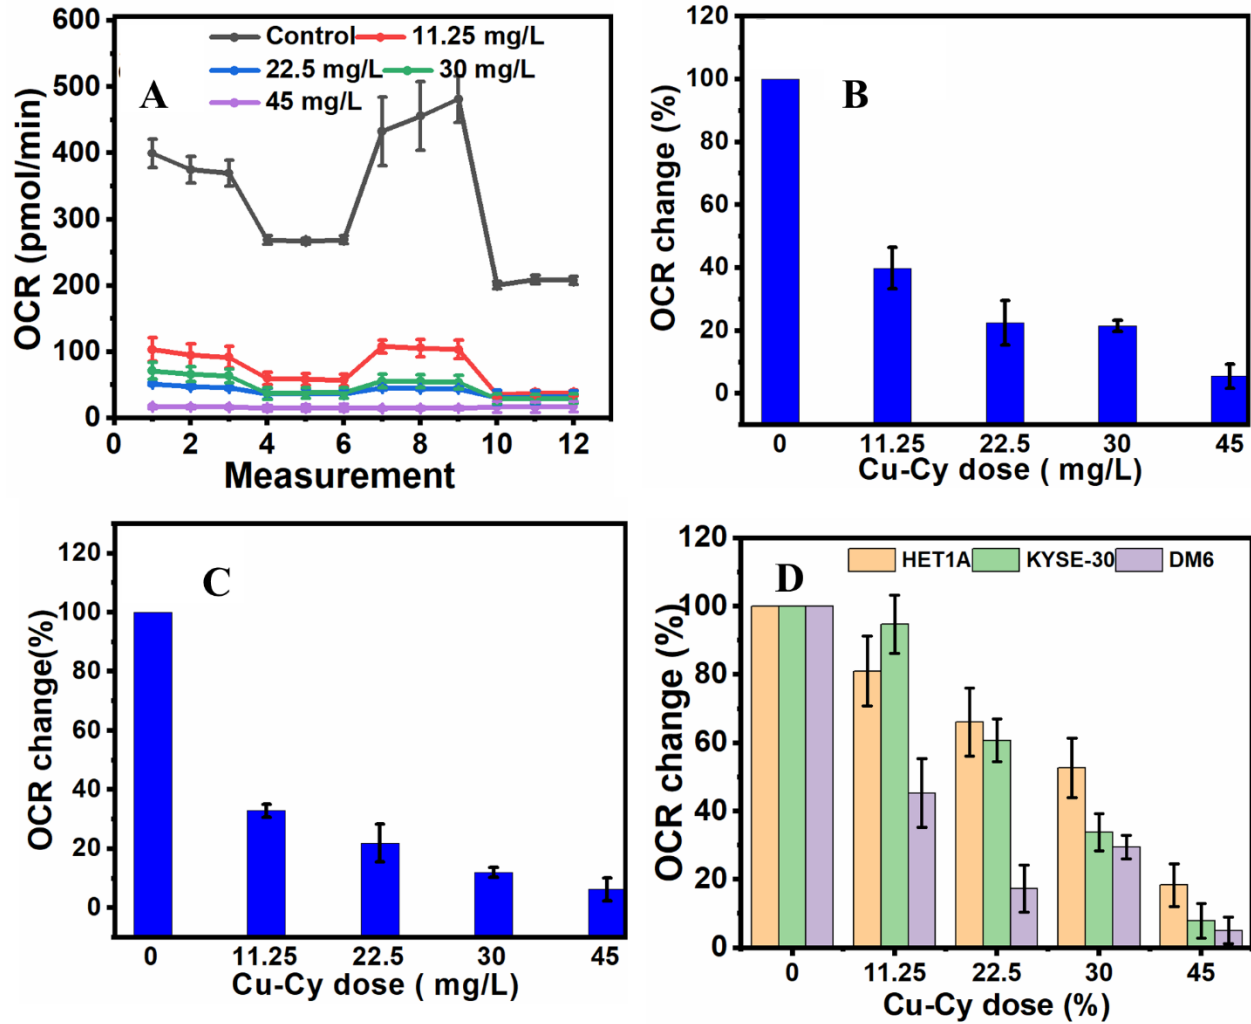 A
Control
11.25 mg/L
22.5 mg/L
30 mg/L
45 mg/L
OCR (pmol/min)
600
500
400
300
200
100
0
0 2 4 6 8 10 12
Measurement
B
OCR change (%)
120
100
80
60
40
20
0
0 11.25 22.5 30 45
Cu-Cy dose ( mg/L)
C
OCR change(%)
120
100
80
60
40
20
0
0 11.25 22.5 30 45
Cu-Cy dose ( mg/L)
D
HET1A
KYSE-30
DM6
OCR change (%)
120
100
80
60
40
20
0
0 11.25 22.5 30 45
Cu-Cy dose (%)